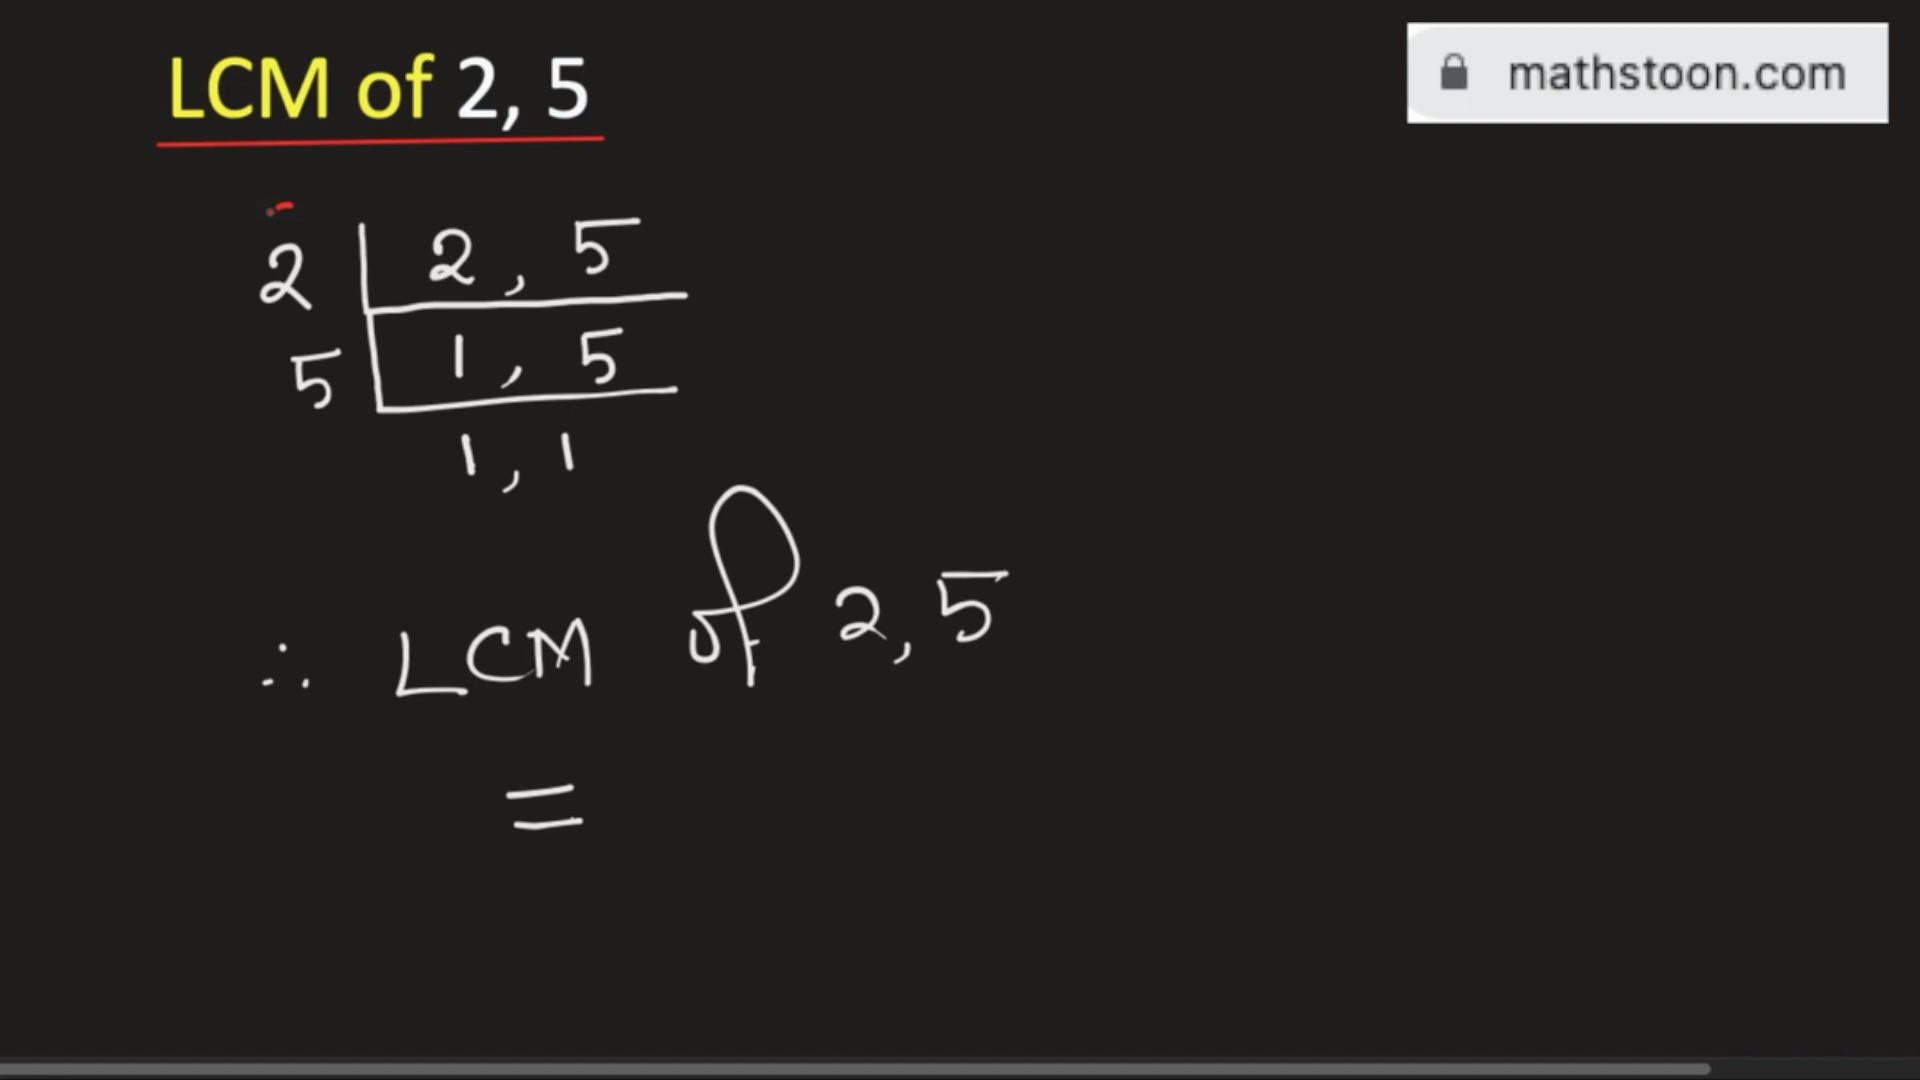 LCM of 2, 5
mathstoon.com
2 | 2, 5
5 | 1, 5
1, 1
∴ LCM of 2, 5
=